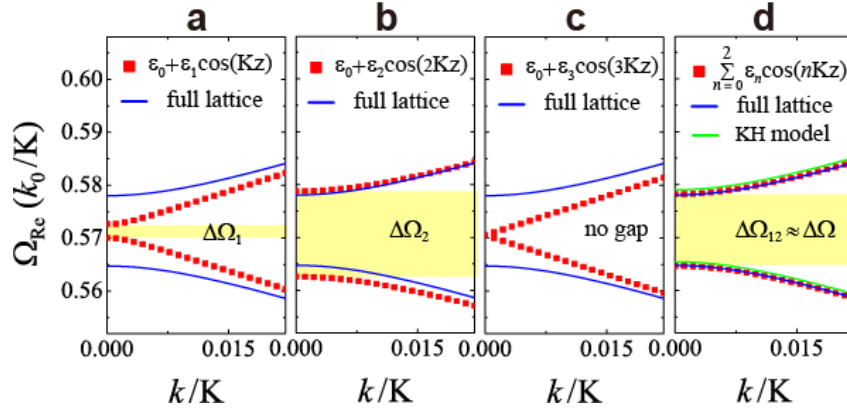 a b c d
Ω_Re (k₀/K)
0.60
0.59
0.58
0.57
0.56
ε₀+ε₁cos(Kz)
full lattice
ΔΩ₁
ε₀+ε₂cos(2Kz)
full lattice
ΔΩ₂
ε₀+ε₃cos(3Kz)
full lattice
no gap
2
∑ εₙcos(nKz)
n = 0
full lattice
KH model
ΔΩ₁₂≈ΔΩ
0.000 0.015 0.000 0.015 0.000 0.015 0.000 0.015
k/K k/K k/K k/K